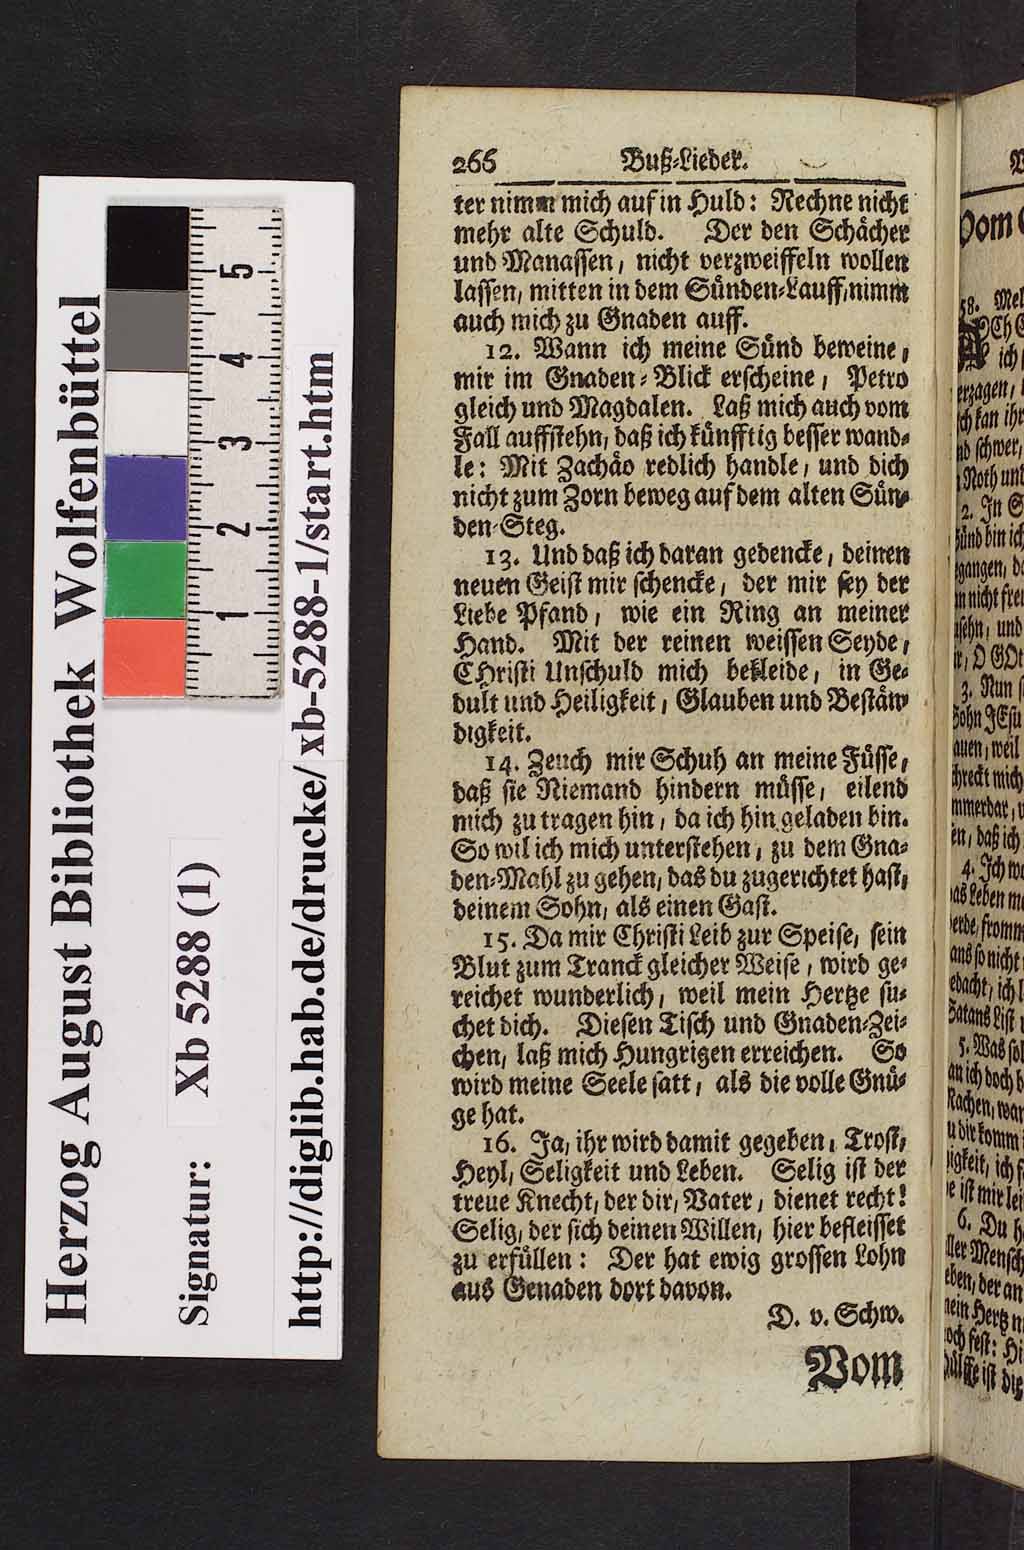 266 Buß-Lieder.
ter nimm mich auf in Huld: Rechne nicht
mehr alte Schuld. Der den Schächer
und Manassen, nicht verzweiffeln wollen
lassen, mitten in dem Sünden-Lauff, nimm
auch mich zu Gnaden auff.
12. Wann ich meine Sünd beweine,
mir im Gnaden-Blick erscheine, Petro
gleich und Magdalen. Laß mich auch vom
Fall auffstehn, daß ich künfftig besser wand-
le: Mit Zachäo redlich handle, und dich
nicht zum Zorn beweg auf dem alten Sün-
den-Steg.
13. Und daß ich daran gedencke, deinen
neuen Geist mir schencke, der mir sey der
Liebe Pfand, wie ein Ring an meiner
Hand. Mit der reinen weissen Seyde,
CHristi Unschuld mich bekleide, in Ge-
dult und Heiligkeit, Glauben und Bestän-
digkeit.
14. Zeuch mir Schuh an meine Füsse,
daß sie Niemand hindern müsse, eilend
mich zu tragen hin, da ich hin geladen bin.
So wil ich mich unterstehen, zu dem Gna-
den-Mahl zu gehen, das du zugerichtet hast,
deinem Sohn, als einen Gast.
15. Da mir Christi Leib zur Speise, sein
Blut zum Tranck gleicher Weise, wird ge-
reichet wunderlich, weil mein Hertze su-
chet dich. Diesen Tisch und Gnaden-Zei-
chen, laß mich Hungrigen erreichen. So
wird meine Seele satt, als die volle Gnü-
ge hat.
16. Ja, ihr wird damit gegeben, Trost,
Heyl, Seligkeit und Leben. Selig ist der
treue Knecht, der dir, Vater, dienet recht!
Selig, der sich deinen Willen, hier befleisset
zu erfüllen: Der hat ewig grossen Lohn
aus Genaden dort davon.
D. v. Schw.
Vom
Herzog August Bibliothek Wolfenbüttel
Signatur: Xb 5288 (1)
http://diglib.hab.de/drucke/ xb-5288-1/start.htm
5
4
3
2
1